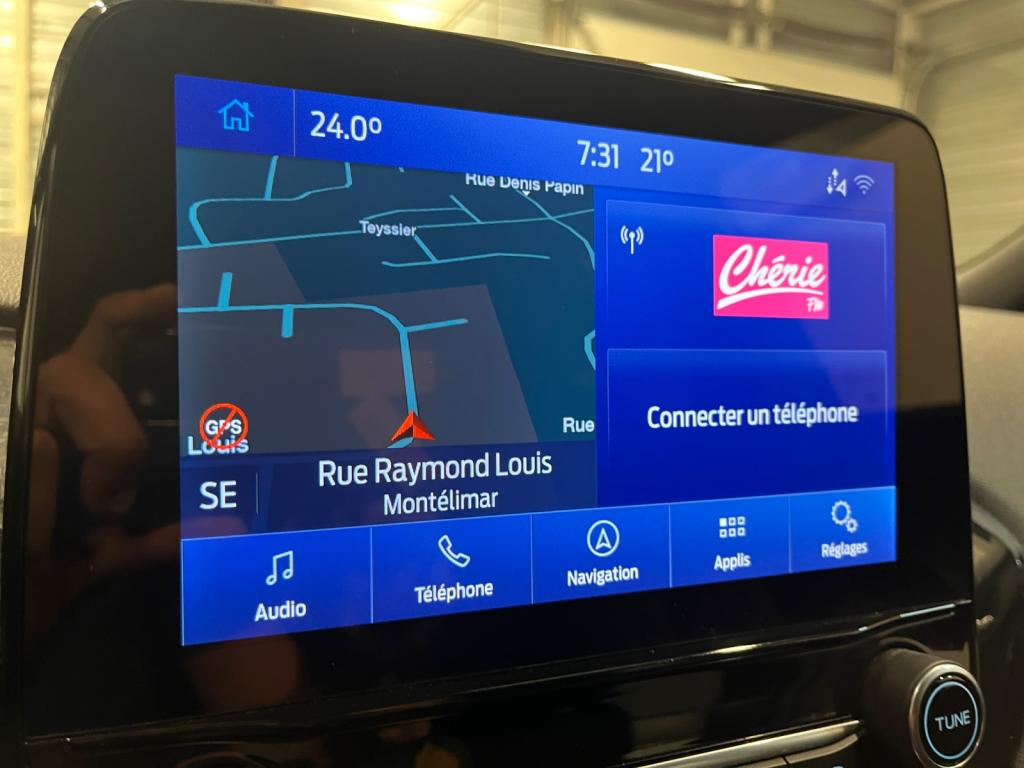 24.0°
7:31 21°
Rue Denis Papin
Teyssier
Chérie
FM
Connecter un téléphone
Rue
GPS
Louis
SE
Rue Raymond Louis
Montélimar
Audio
Téléphone
Navigation
Applis
Réglages
TUNE